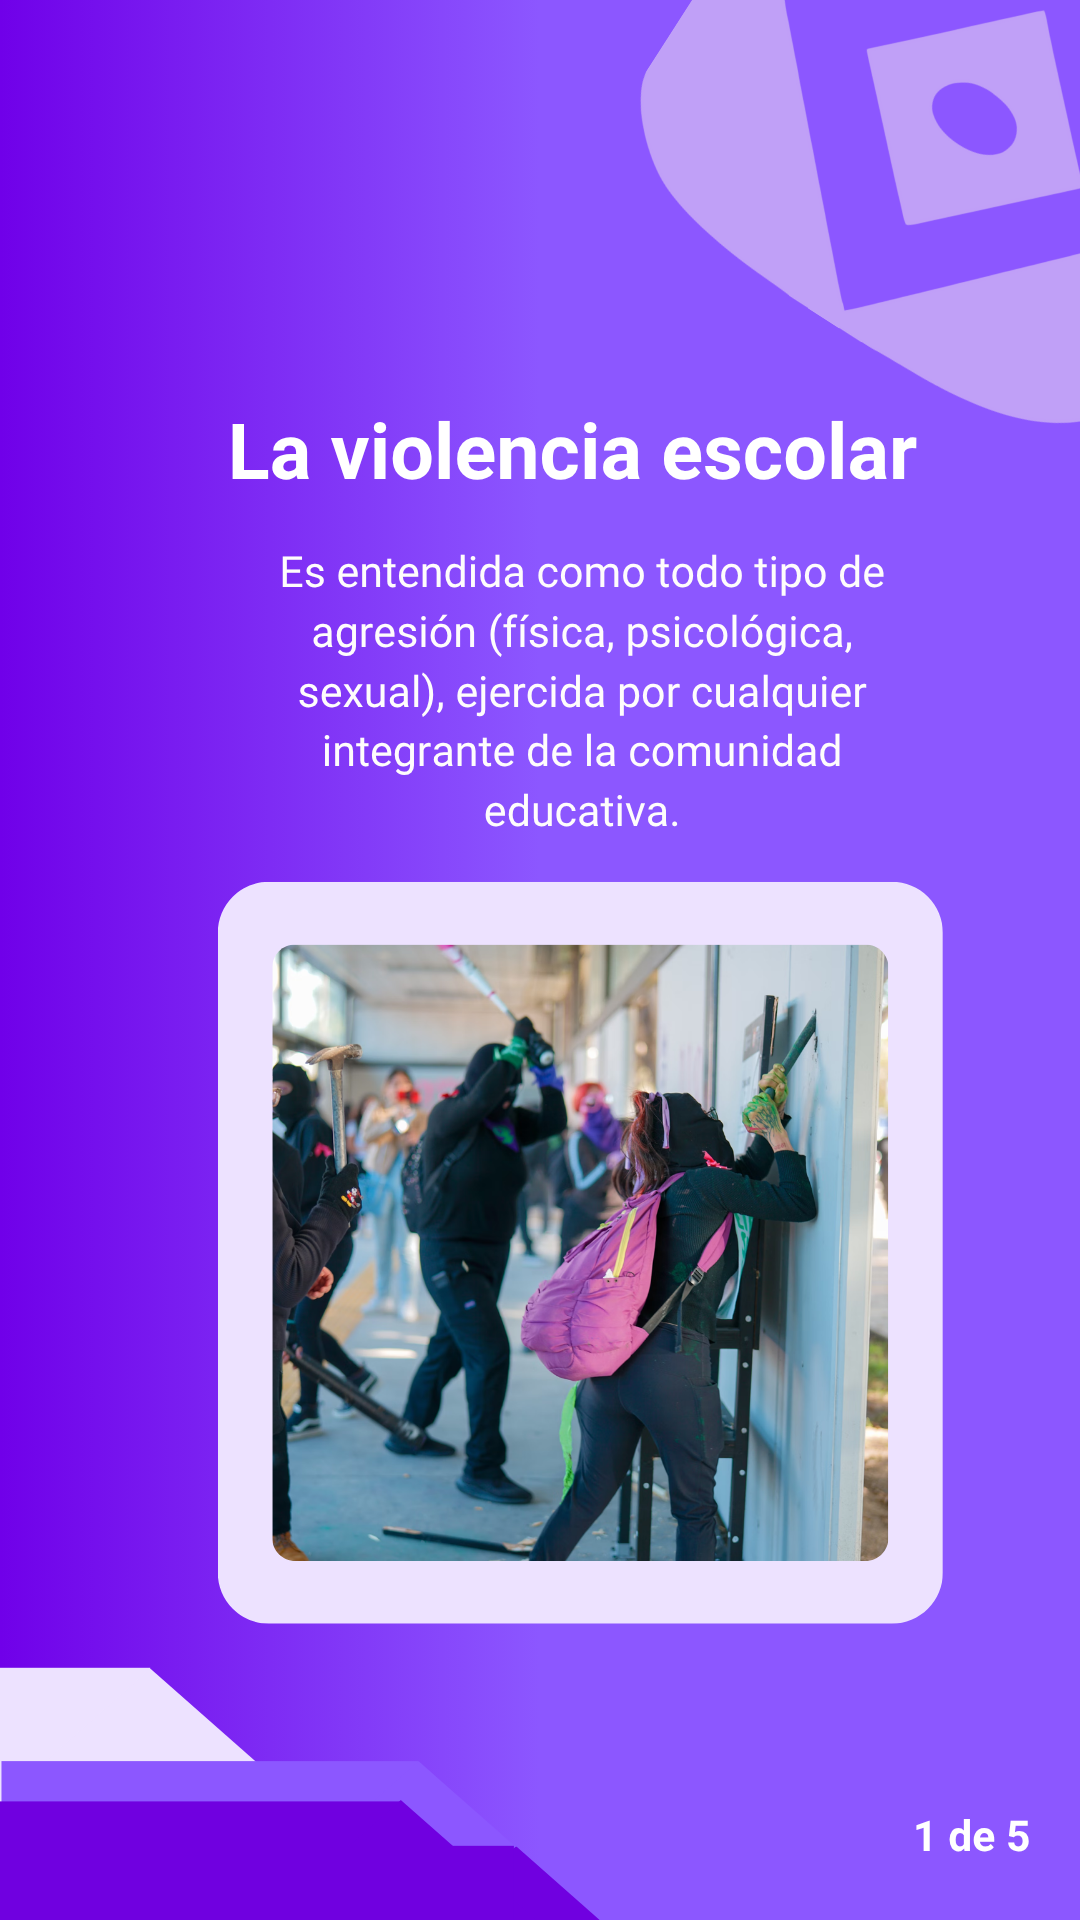 La violencia escolar
Es entendida como todo tipo de
agresión (física, psicológica,
sexual), ejercida por cualquier
integrante de la comunidad
educativa.
1 de 5